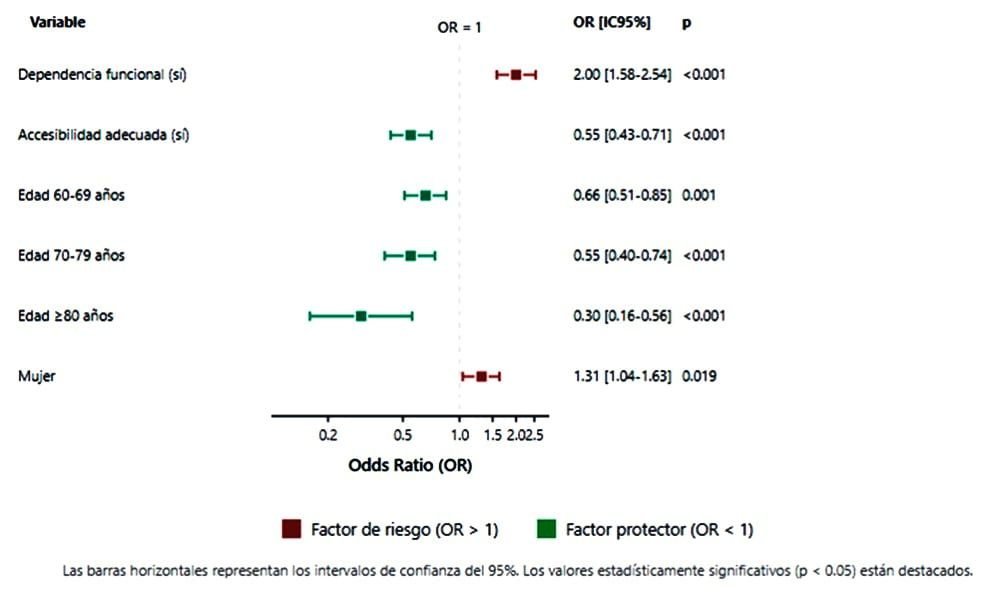 Variable OR = 1 OR [IC95%] p
Dependencia funcional (sí) 2.00 [1.58-2.54] <0.001
Accesibilidad adecuada (sí) 0.55 [0.43-0.71] <0.001
Edad 60-69 años 0.66 [0.51-0.85] 0.001
Edad 70-79 años 0.55 [0.40-0.74] <0.001
Edad ≥80 años 0.30 [0.16-0.56] <0.001
Mujer 1.31 [1.04-1.63] 0.019
0.2 0.5 1.0 1.5 2.0 2.5
Odds Ratio (OR)
Factor de riesgo (OR > 1) Factor protector (OR < 1)
Las barras horizontales representan los intervalos de confianza del 95%. Los valores estadísticamente significativos (p < 0.05) están destacados.